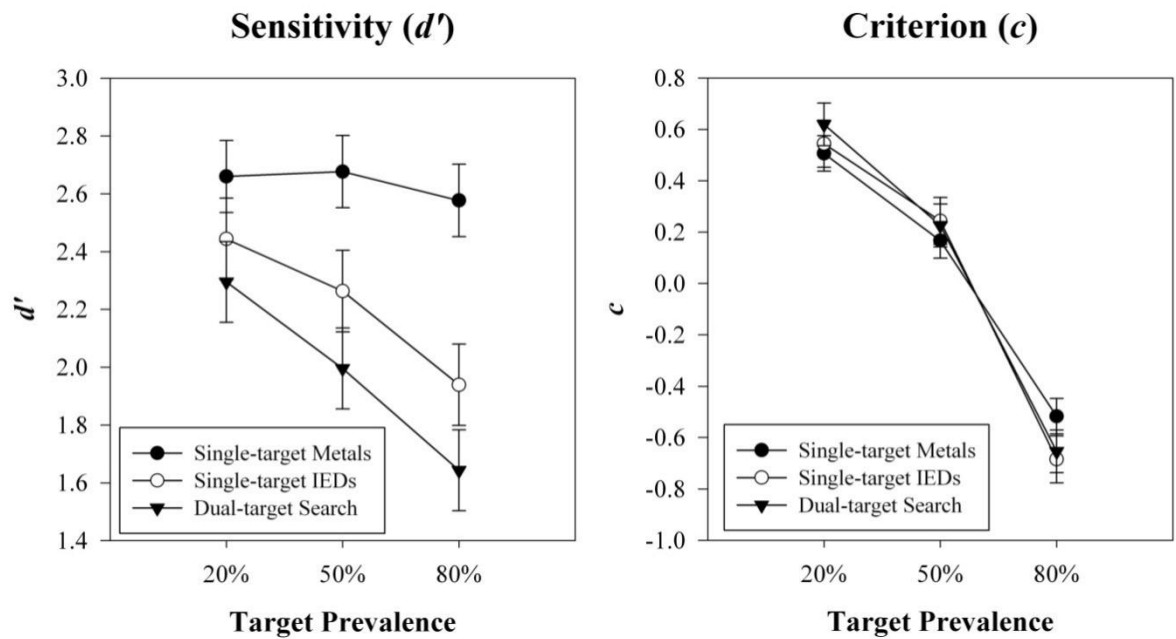 Sensitivity (d')
3.0
2.8
2.6
2.4
2.2
2.0
1.8
1.6
1.4
d'
Single-target Metals
Single-target IEDs
Dual-target Search
20% 50% 80%
Target Prevalence
Criterion (c)
0.8
0.6
0.4
0.2
0.0
-0.2
-0.4
-0.6
-0.8
-1.0
c
Single-target Metals
Single-target IEDs
Dual-target Search
20% 50% 80%
Target Prevalence